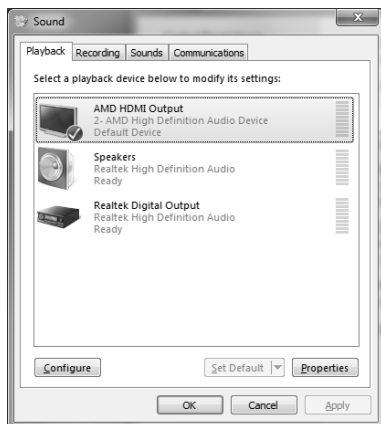 Sound
Playback Recording Sounds Communications
Select a playback device below to modify its settings:
AMD HDMI Output
2- AMD High Definition Audio Device
Default Device
Speakers
Realtek High Definition Audio
Ready
Realtek Digital Output
Realtek High Definition Audio
Ready
Configure Set Default Properties
OK Cancel Apply